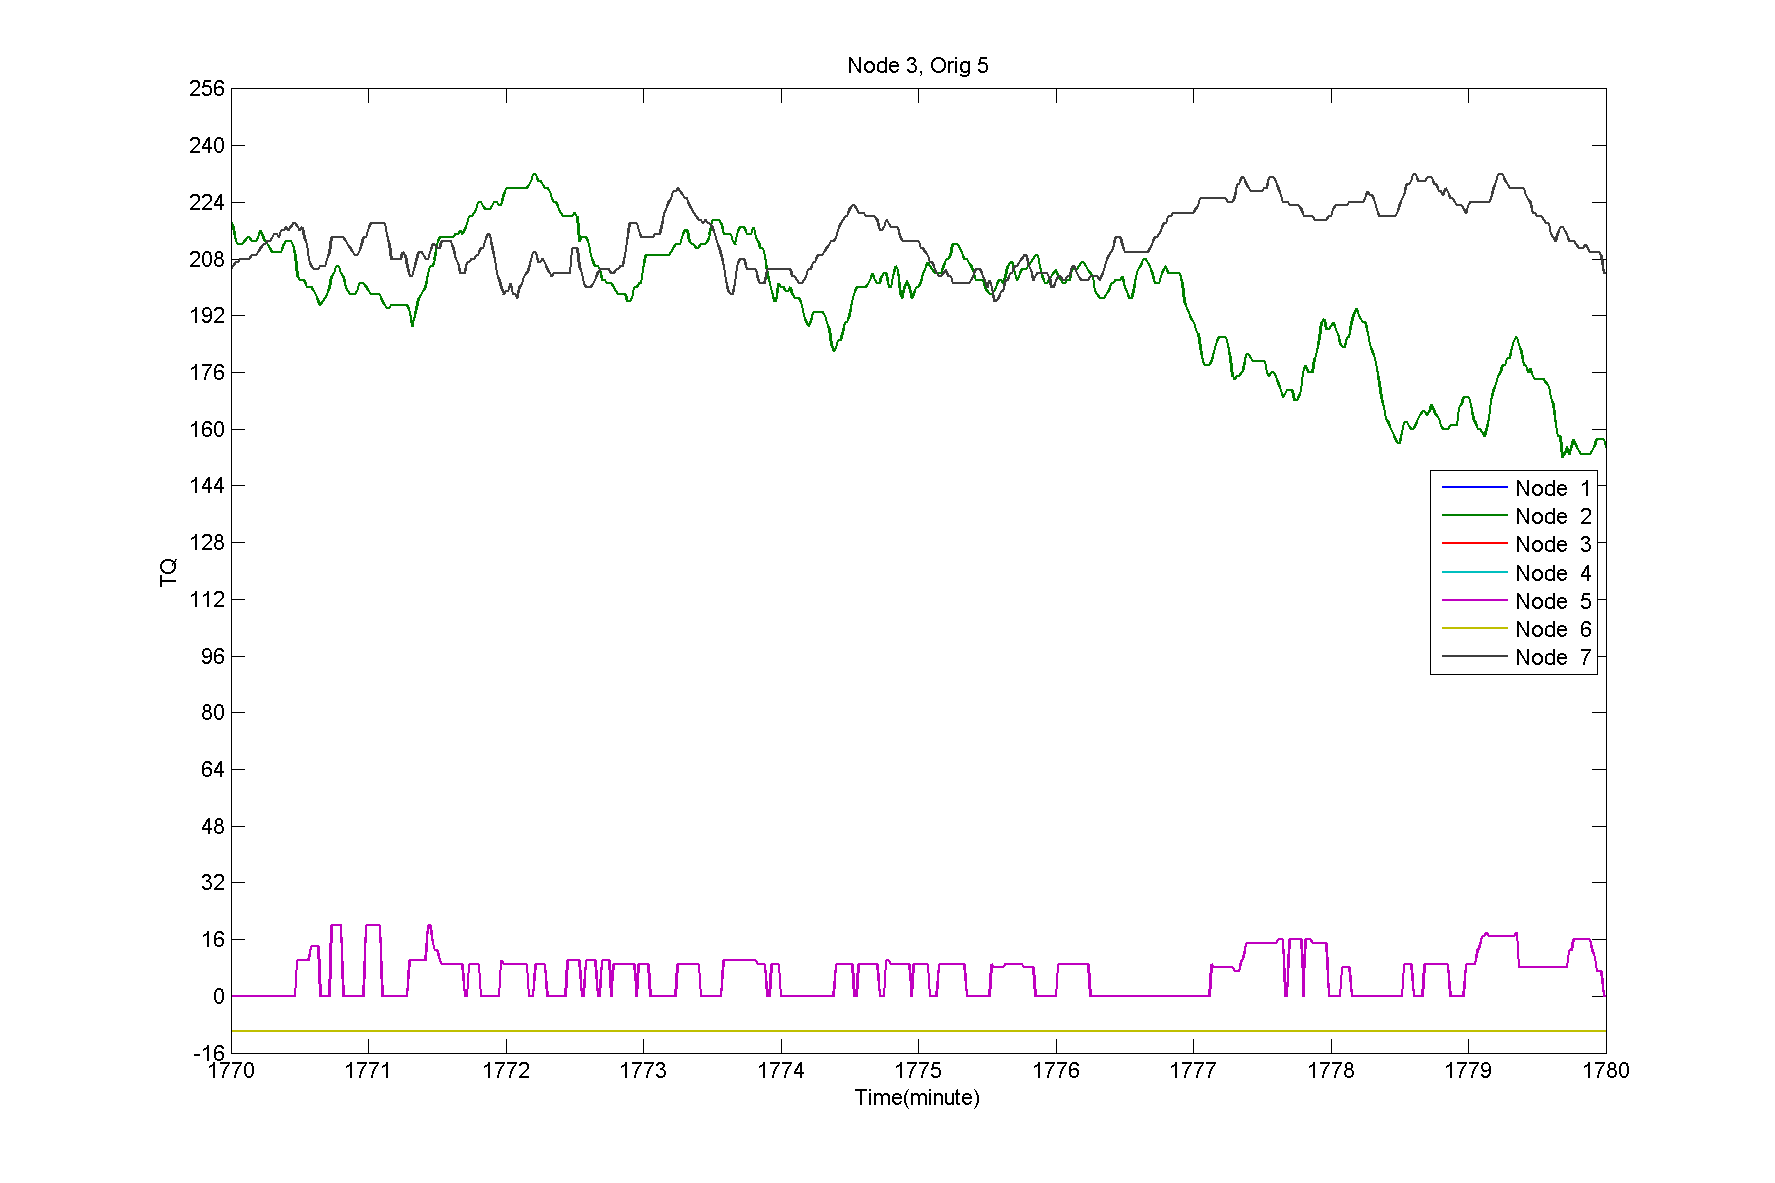 Node 3, Orig 5
256
240
224
208
192
176
160
144
128
112
96
80
64
48
32
16
0
-16
TQ
Node 1
Node 2
Node 3
Node 4
Node 5
Node 6
Node 7
1770 1771 1772 1773 1774 1775 1776 1777 1778 1779 1780
Time(minute)